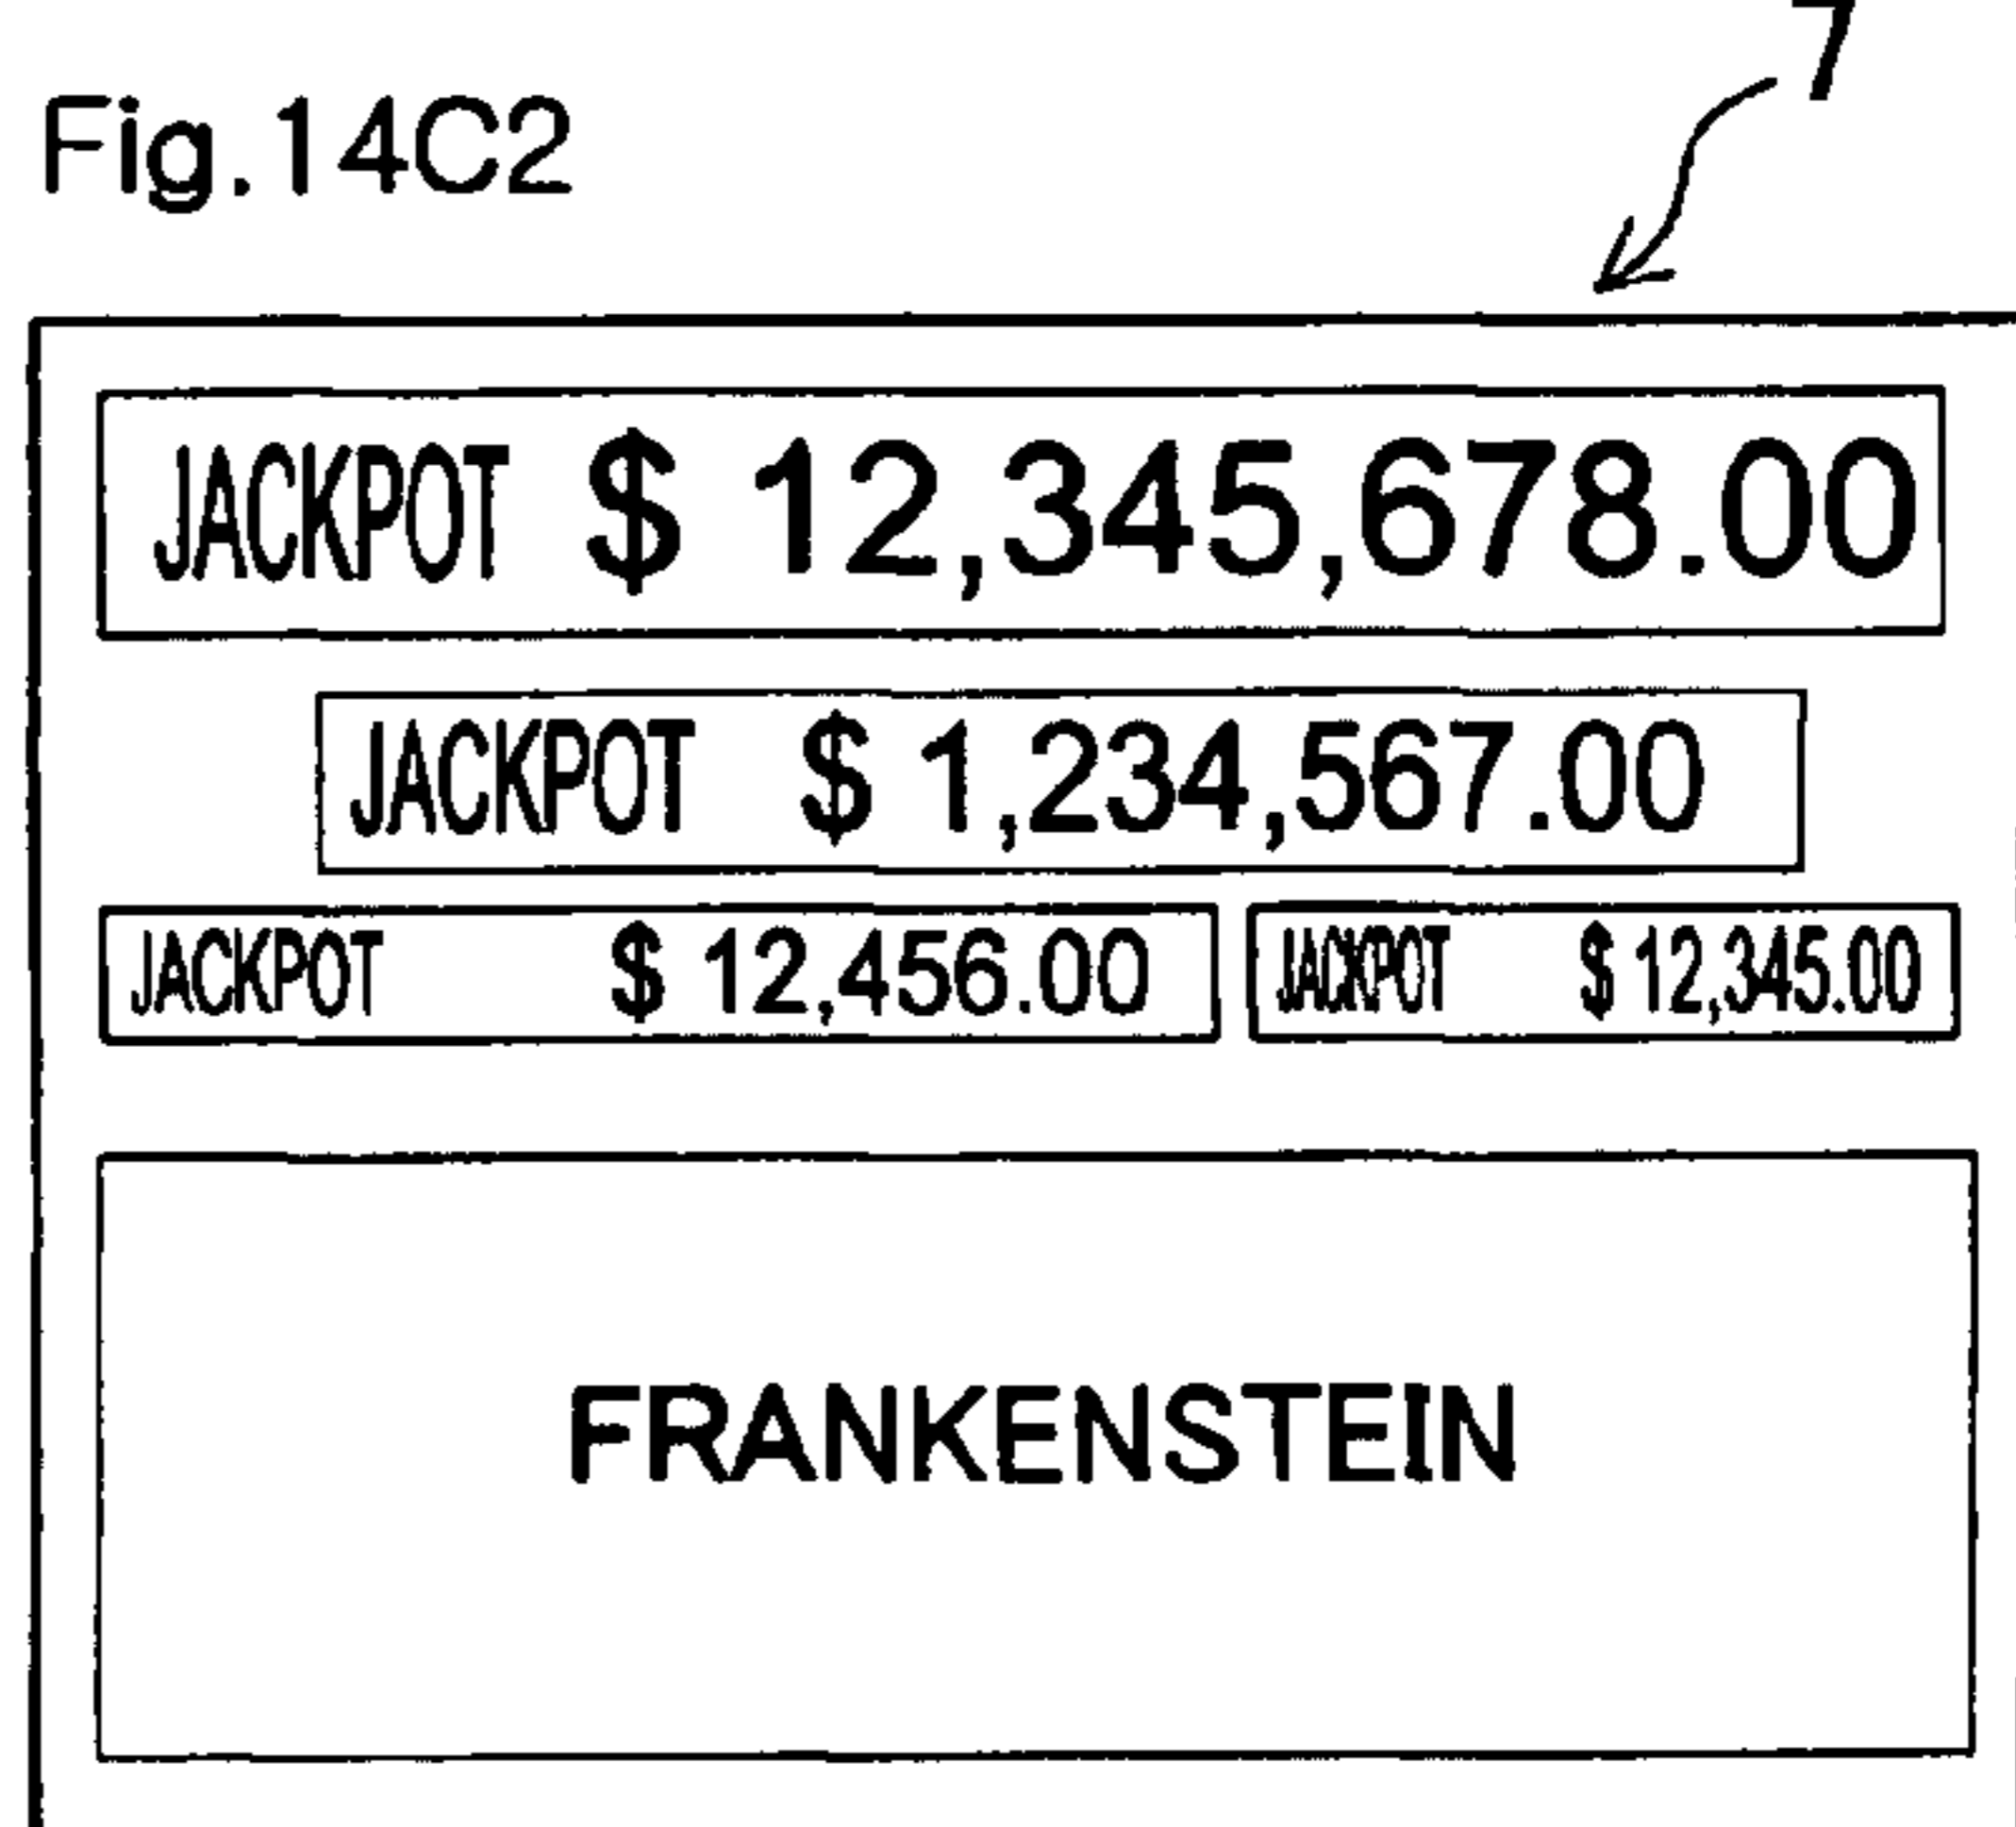 7
Fig.14C2
JACKPOT $ 12,345,678.00
JACKPOT $ 1,234,567.00
JACKPOT $ 12,456.00 JACKPOT $ 12,345.00
FRANKENSTEIN